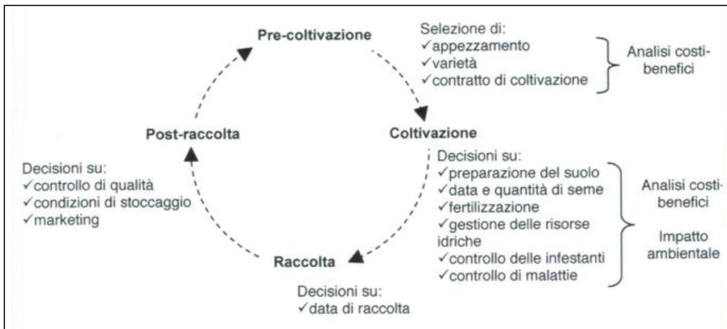 Pre-coltivazione
Selezione di:
✓appezzamento
✓varietà
✓contratto di coltivazione
Analisi costi-
benefici
Coltivazione
Decisioni su:
✓preparazione del suolo
✓data e quantità di seme
✓fertilizzazione
✓gestione delle risorse
idriche
✓controllo delle infestanti
✓controllo di malattie
Analisi costi-
benefici
Impatto
ambientale
Raccolta
Decisioni su:
✓data di raccolta
Post-raccolta
Decisioni su:
✓controllo di qualità
✓condizioni di stoccaggio
✓marketing